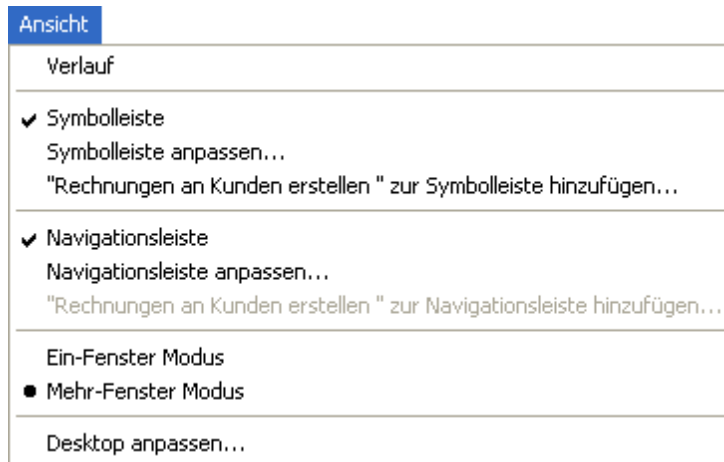 Ansicht
Verlauf
Symbolleiste
Symbolleiste anpassen...
"Rechnungen an Kunden erstellen " zur Symbolleiste hinzufügen...
Navigationsleiste
Navigationsleiste anpassen...
"Rechnungen an Kunden erstellen " zur Navigationsleiste hinzufügen...
Ein-Fenster Modus
Mehr-Fenster Modus
Desktop anpassen...